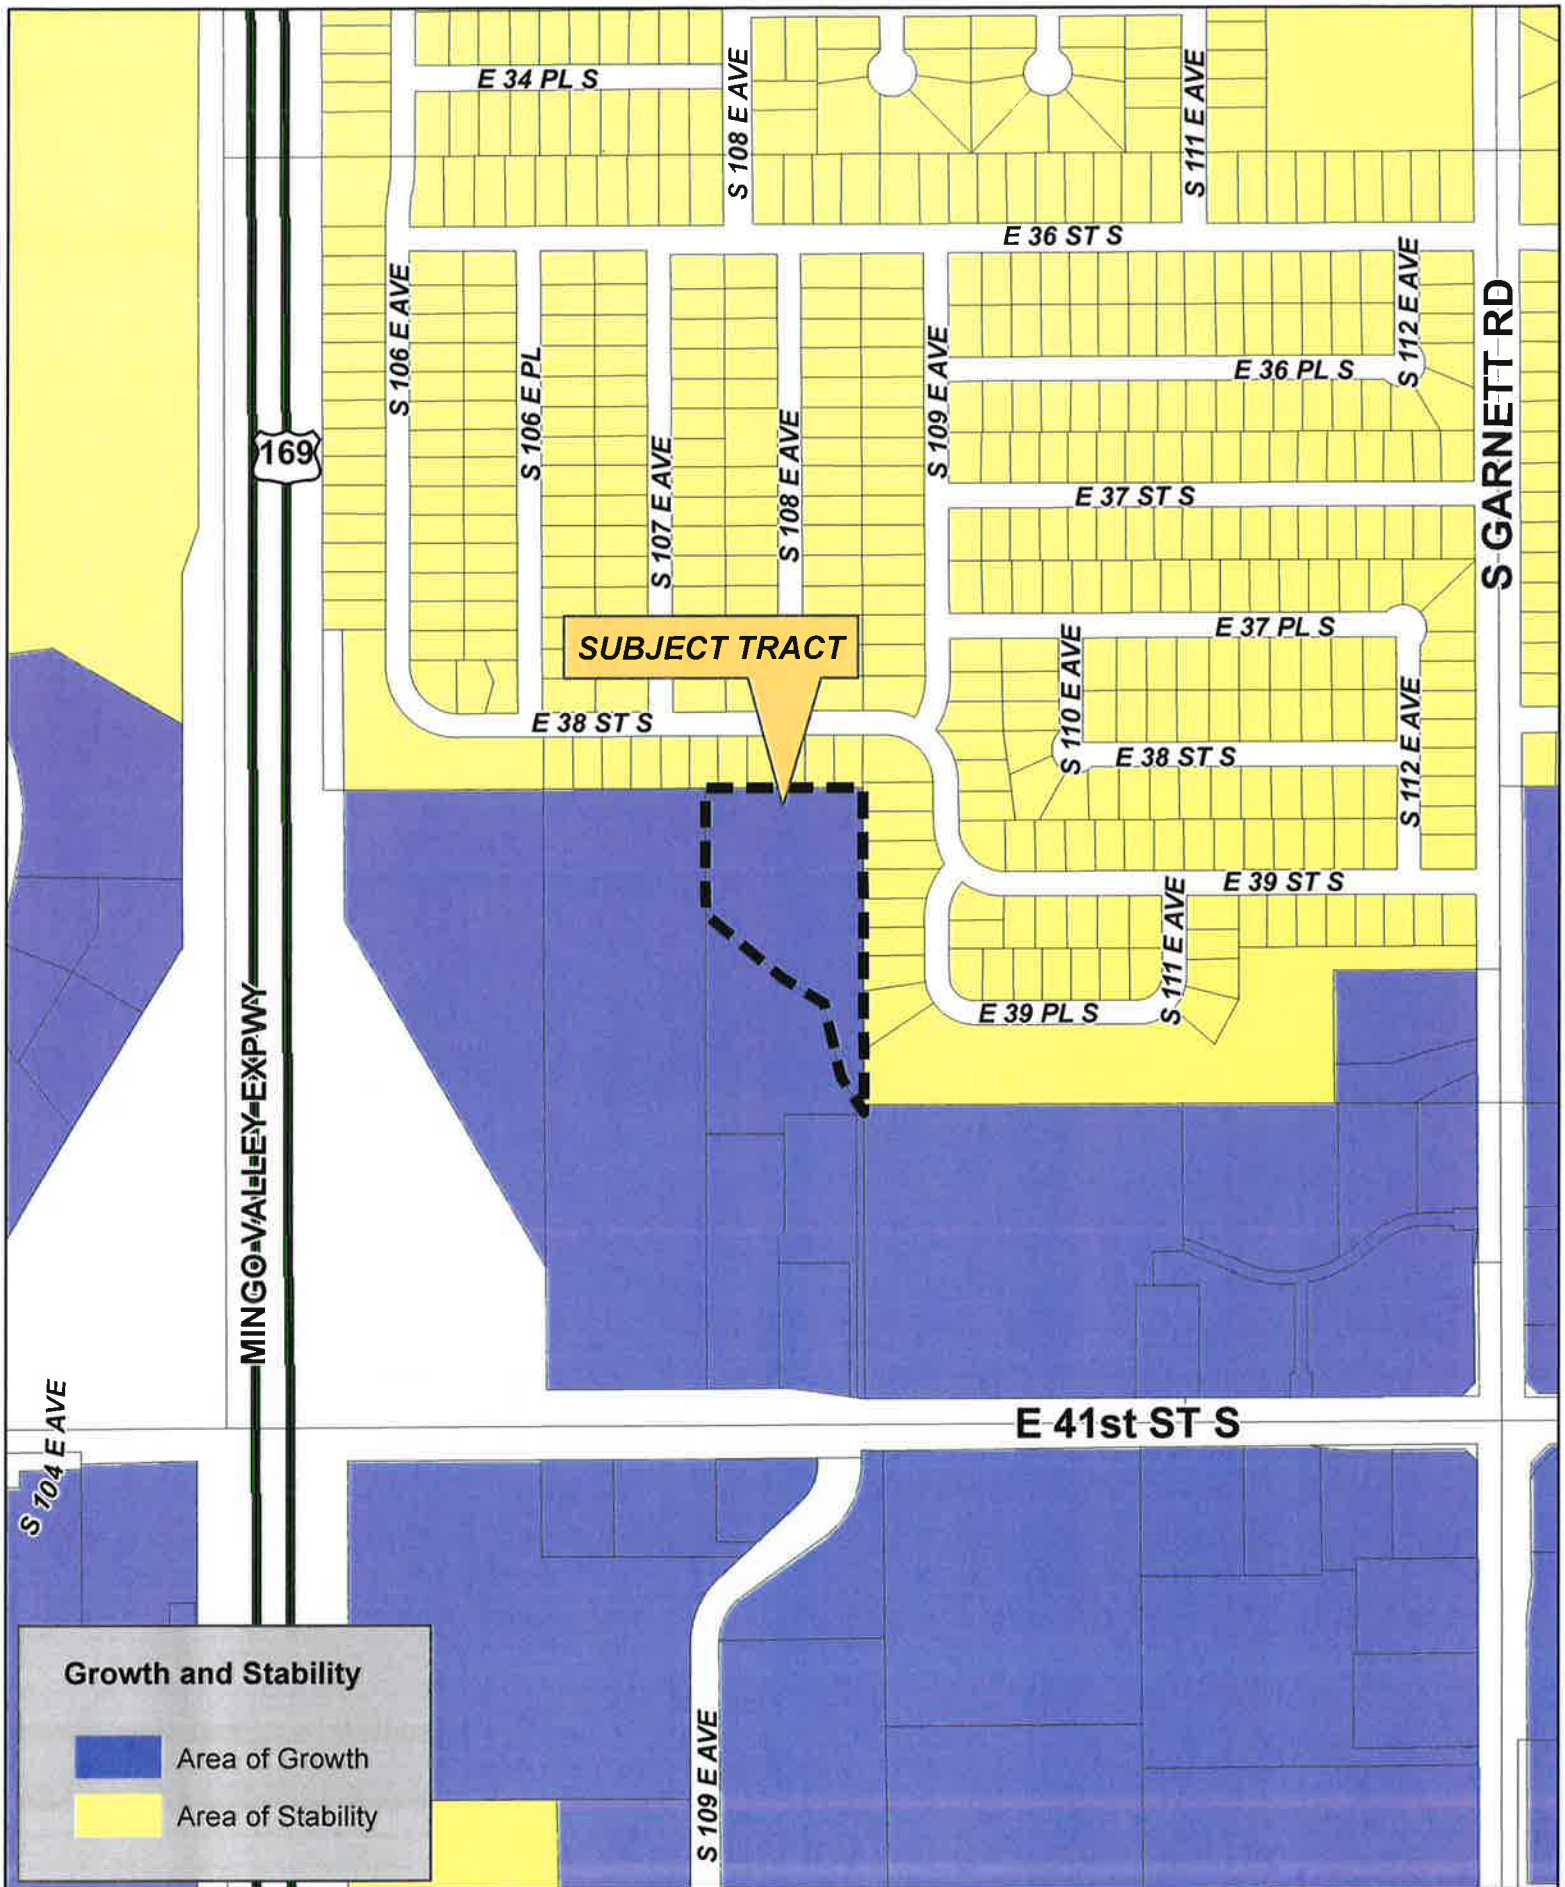 E 34 PL S
S 108 E AVE
S 111 E AVE
E 36 ST S
S 106 E AVE
S 112 E AVE
S GARNETT RD
S 106 E PL
S 109 E AVE
E 36 PL S
169
S 107 E AVE
S 108 E AVE
E 37 ST S
SUBJECT TRACT
E 37 PL S
S 110 E AVE
E 38 ST S
E 38 ST S
S 112 E AVE
E 39 ST S
S 111 E AVE
E 39 PL S
MINGO VALLEY EXPWY
E 41st ST S
S 104 E AVE
Growth and Stability
Area of Growth
Area of Stability
S 109 E AVE